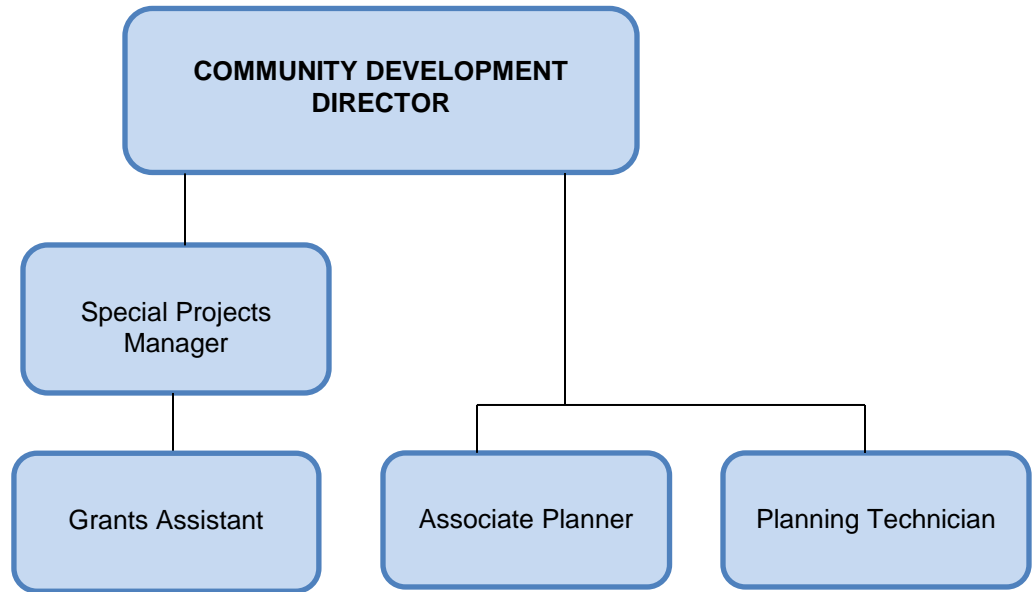 COMMUNITY DEVELOPMENT
DIRECTOR
Special Projects
Manager
Grants Assistant
Associate Planner
Planning Technician